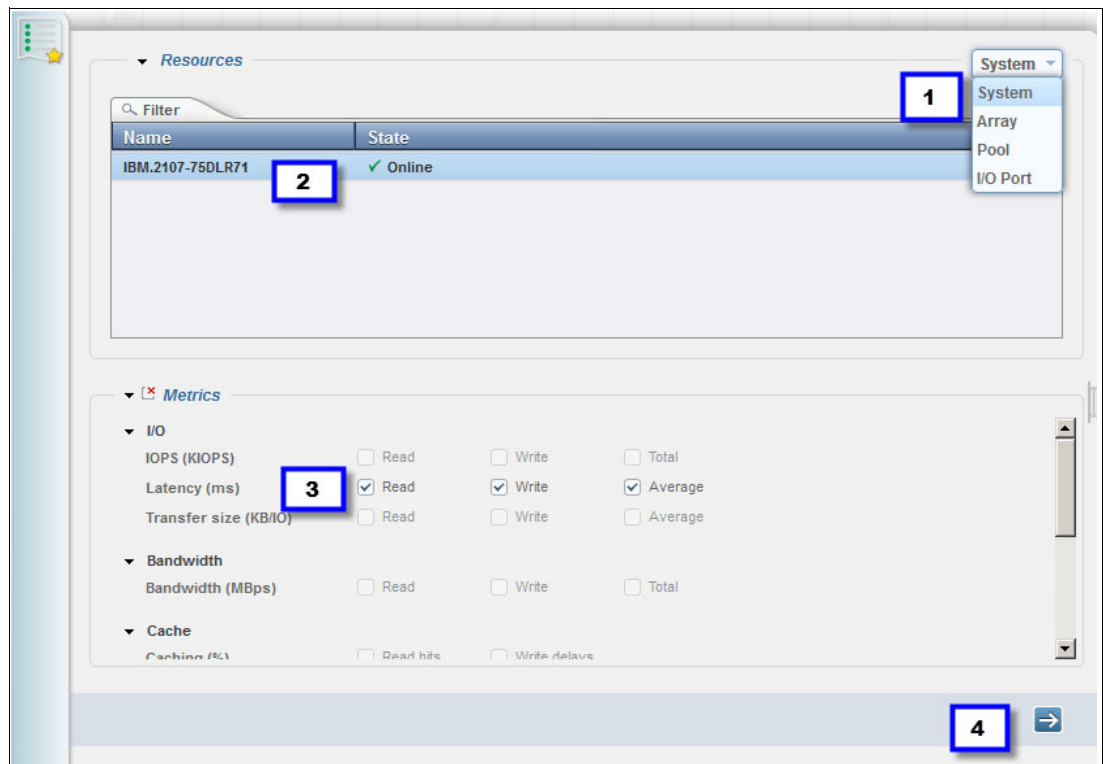 Resources
System
1
System
Array
Pool
I/O Port
Filter
Name State
IBM.2107-75DLR71 Online
2
Metrics
I/O
IOPS (KIOPS) Read Write Total
Latency (ms) 3 Read Write Average
Transfer size (KB/IO) Read Write Average
Bandwidth
Bandwidth (MBps) Read Write Total
Cache
Caching (%) Read hits Write delays
4